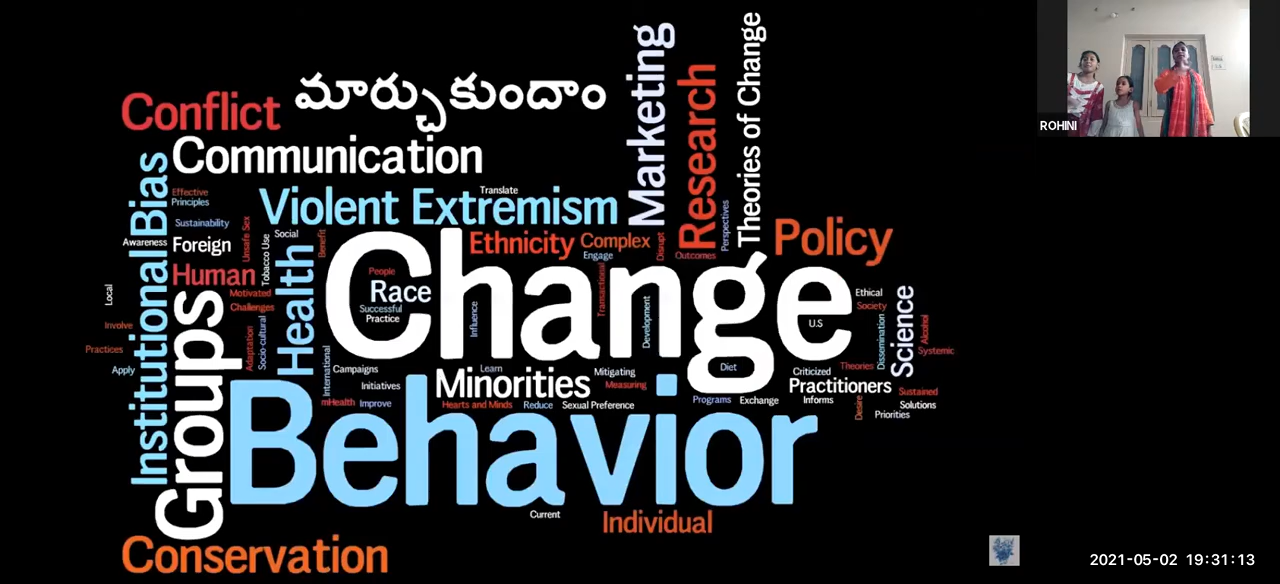 మార్చుకుందాం
Conflict
Communication
Marketing
Research
Theories of Change
Institutional Bias
Effective
Principles
Sustainability
Awareness
Foreign
Unsafe Sex
Tobacco Use
Social
Benefit
Violent Extremism
Translate
Ethnicity
Complex
Engage
Disrupt
Outcomes
Perspectives
Policy
Human
Motivated
Challenges
Health
Adaptation
Socio-cultural
Change
People
Race
Successful
Practice
Influence
Transactional
Development
U.S
Ethical
Society
Dissemination
Science
Alcohol
Systemic
Local
Involve
Practices
Apply
Groups
International
Campaigns
Initiatives
mHealth
Improve
Learn
Minorities
Mitigating
Measuring
Hearts and Minds
Reduce
Sexual Preference
Diet
Programs
Exchange
Criticized
Theories
Practitioners
Informs
Desire
Sustained
Solutions
Priorities
Behavior
Current
Individual
Conservation
ROHINI
2021-05-02 19:31:13